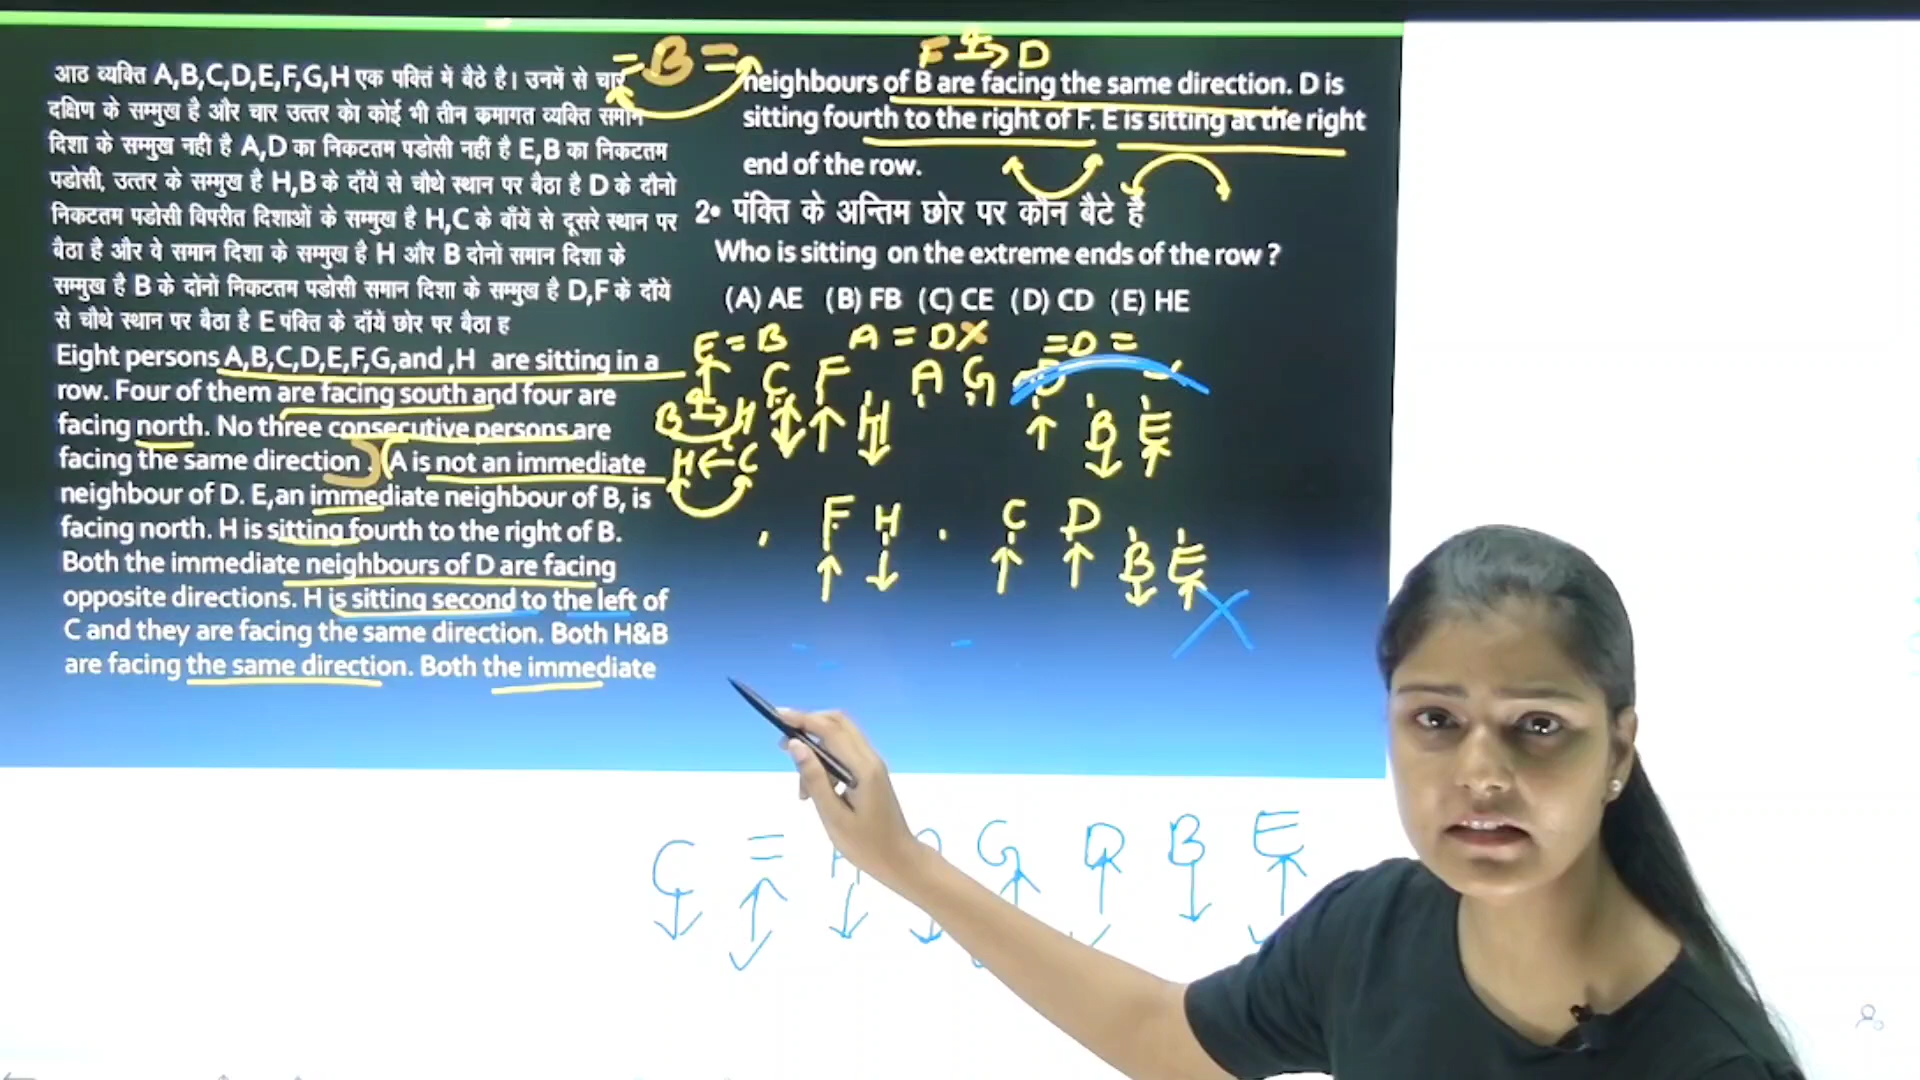 आठ व्यक्ति A,B,C,D,E,F,G,H एक पक्तिं में बैठे है। उनमें से चार
दक्षिण के सम्मुख है और चार उत्तर को कोई भी तीन कमागत व्यक्ति समान
दिशा के सम्मुख नही है A,D का निकटतम पडोसी नहीं है E,B का निकटतम
पडोसी, उत्तर के सम्मुख है H,B के दाँयें से चौथे स्थान पर बैठा है D के दौनो
निकटतम पडोसी विपरीत दिशाओं के सम्मुख है H,C के बाँयें से दूसरे स्थान पर
बैठा है और वे समान दिशा के सम्मुख है H और B दोनो समान दिशा के
सम्मुख है B के दोंनों निकटतम पडोसी समान दिशा के सम्मुख है D,F के दाँयें
से चौथे स्थान पर बैठा है E पंक्ति के दाँयें छोर पर बैठा ह
Eight persons A,B,C,D,E,F,G,and ,H are sitting in a
row. Four of them are facing south and four are
facing north. No three consecutive persons are
facing the same direction . A is not an immediate
neighbour of D. E,an immediate neighbour of B, is
facing north. H is sitting fourth to the right of B.
Both the immediate neighbours of D are facing
opposite directions. H is sitting second to the left of
C and they are facing the same direction. Both H&B
are facing the same direction. Both the immediate
= B =
F 4 D
neighbours of B are facing the same direction. D is
sitting fourth to the right of F. E is sitting at the right
end of the row.
2• पंक्ति के अन्तिम छोर पर कौन बैटे है
Who is sitting on the extreme ends of the row ?
(A) AE (B) FB (C) CE (D) CD (E) HE
E = B A = D X = D =
C F A G D
B 4 H H B E
H C
F H C D
B E
C = G D B E